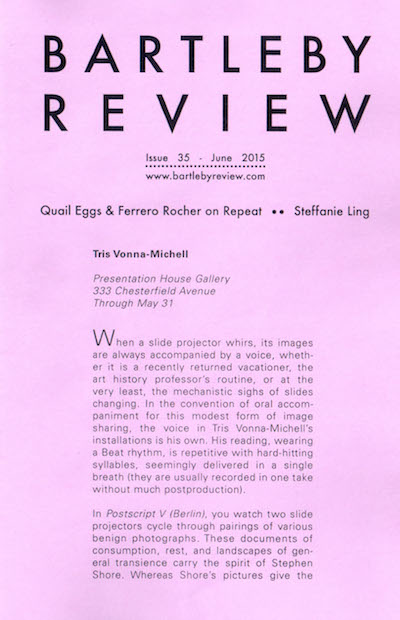 BARTLEBY
REVIEW
Issue 35 - June 2015
www.bartlebyreview.com
Quail Eggs & Ferrero Rocher on Repeat •• Steffanie Ling
Tris Vonna-Michell
Presentation House Gallery
333 Chesterfield Avenue
Through May 31
When a slide projector whirs, its images
are always accompanied by a voice, wheth-
er it is a recently returned vacationer, the
art history professor's routine, or at the
very least, the mechanistic sighs of slides
changing. In the convention of oral accom-
paniment for this modest form of image
sharing, the voice in Tris Vonna-Michell's
installations is his own. His reading, wearing
a Beat rhythm, is repetitive with hard-hitting
syllables, seemingly delivered in a single
breath (they are usually recorded in one take
without much postproduction).
In Postscript V (Berlin), you watch two slide
projectors cycle through pairings of various
benign photographs. These documents of
consumption, rest, and landscapes of gen-
eral transience carry the spirit of Stephen
Shore. Whereas Shore's pictures give the